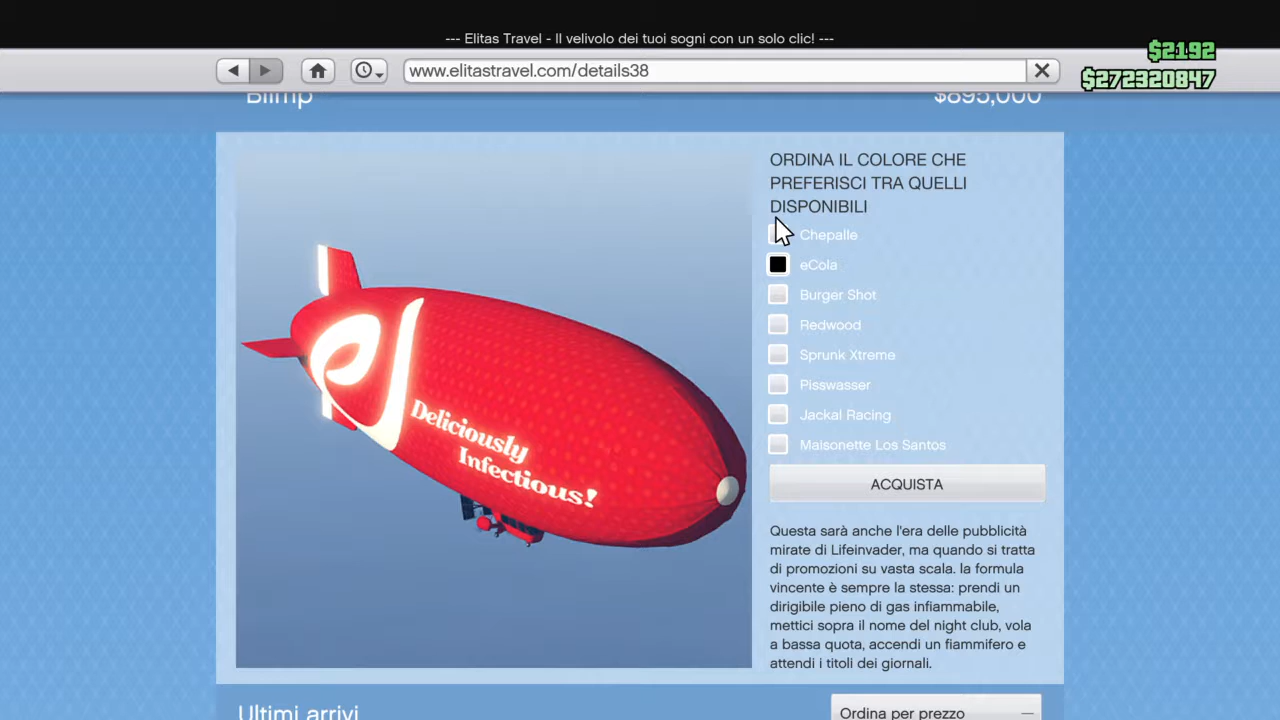 --- Elitas Travel - Il velivolo dei tuoi sogni con un solo clic! ---
$2192
www.elitastravel.com/details38
$272320847
Blimp
$895,000
ORDINA IL COLORE CHE
PREFERISCI TRA QUELLI
DISPONIBILI
Chepalle
eCola
Burger Shot
Redwood
Sprunk Xtreme
Pisswasser
Jackal Racing
Maisonette Los Santos
Deliciously
Infectious!
ACQUISTA
Questa sarà anche l'era delle pubblicità
mirate di Lifeinvader, ma quando si tratta
di promozioni su vasta scala. la formula
vincente è sempre la stessa: prendi un
dirigibile pieno di gas infiammabile,
mettici sopra il nome del night club, vola
a bassa quota, accendi un fiammifero e
attendi i titoli dei giornali.
Ultimi arrivi
Ordina per prezzo